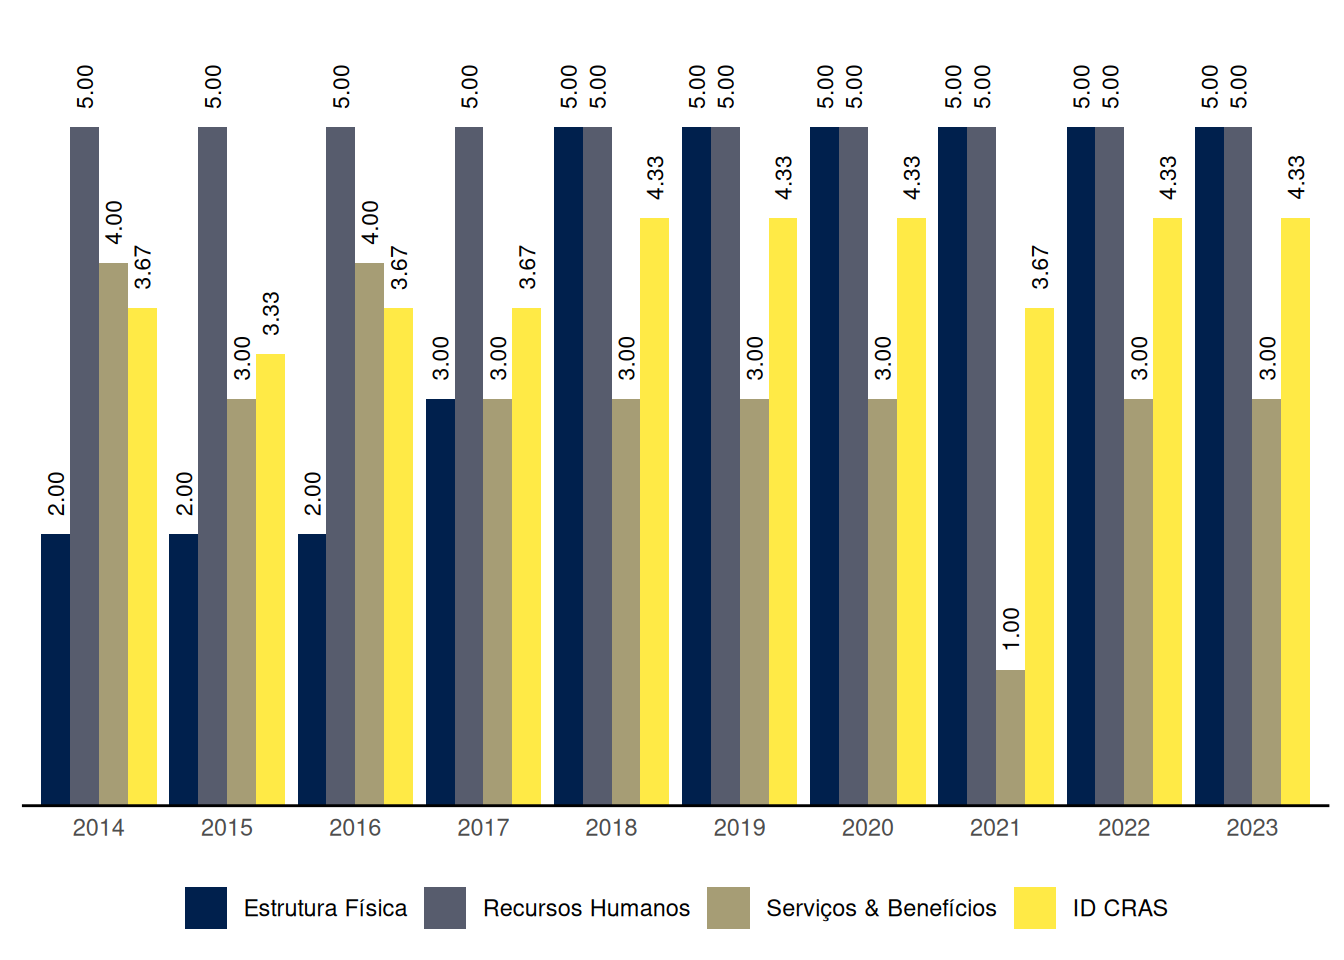 5.00 5.00 5.00 5.00 5.00 5.00 5.00 5.00 5.00 5.00 5.00 5.00 5.00 5.00 5.00 5.00
4.33 4.33 4.33 4.33 4.33
4.00 4.00
3.67 3.67 3.67 3.67
3.33
3.00 3.00 3.00 3.00 3.00 3.00 3.00 3.00
2.00 2.00 2.00
1.00
2014 2015 2016 2017 2018 2019 2020 2021 2022 2023
Estrutura Física Recursos Humanos Serviços & Benefícios ID CRAS